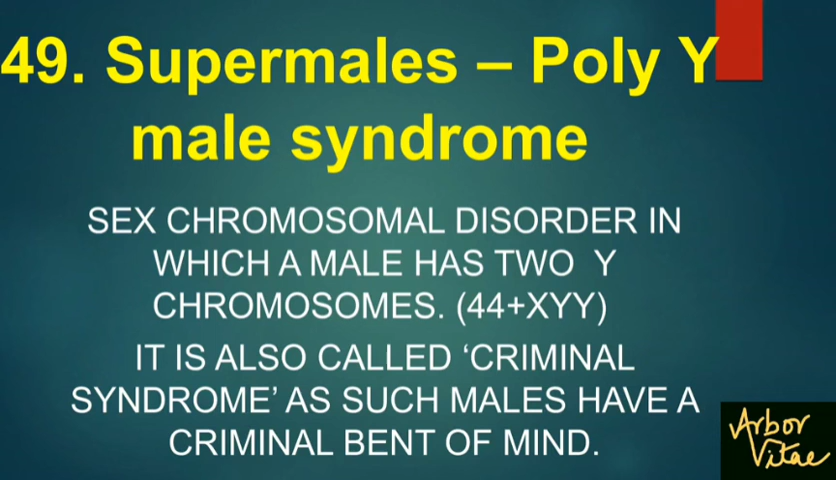 49. Supermales – Poly Y
male syndrome
SEX CHROMOSOMAL DISORDER IN
WHICH A MALE HAS TWO Y
CHROMOSOMES. (44+XYY)
IT IS ALSO CALLED ‘CRIMINAL
SYNDROME’ AS SUCH MALES HAVE A
CRIMINAL BENT OF MIND.
Arbor
Vitae